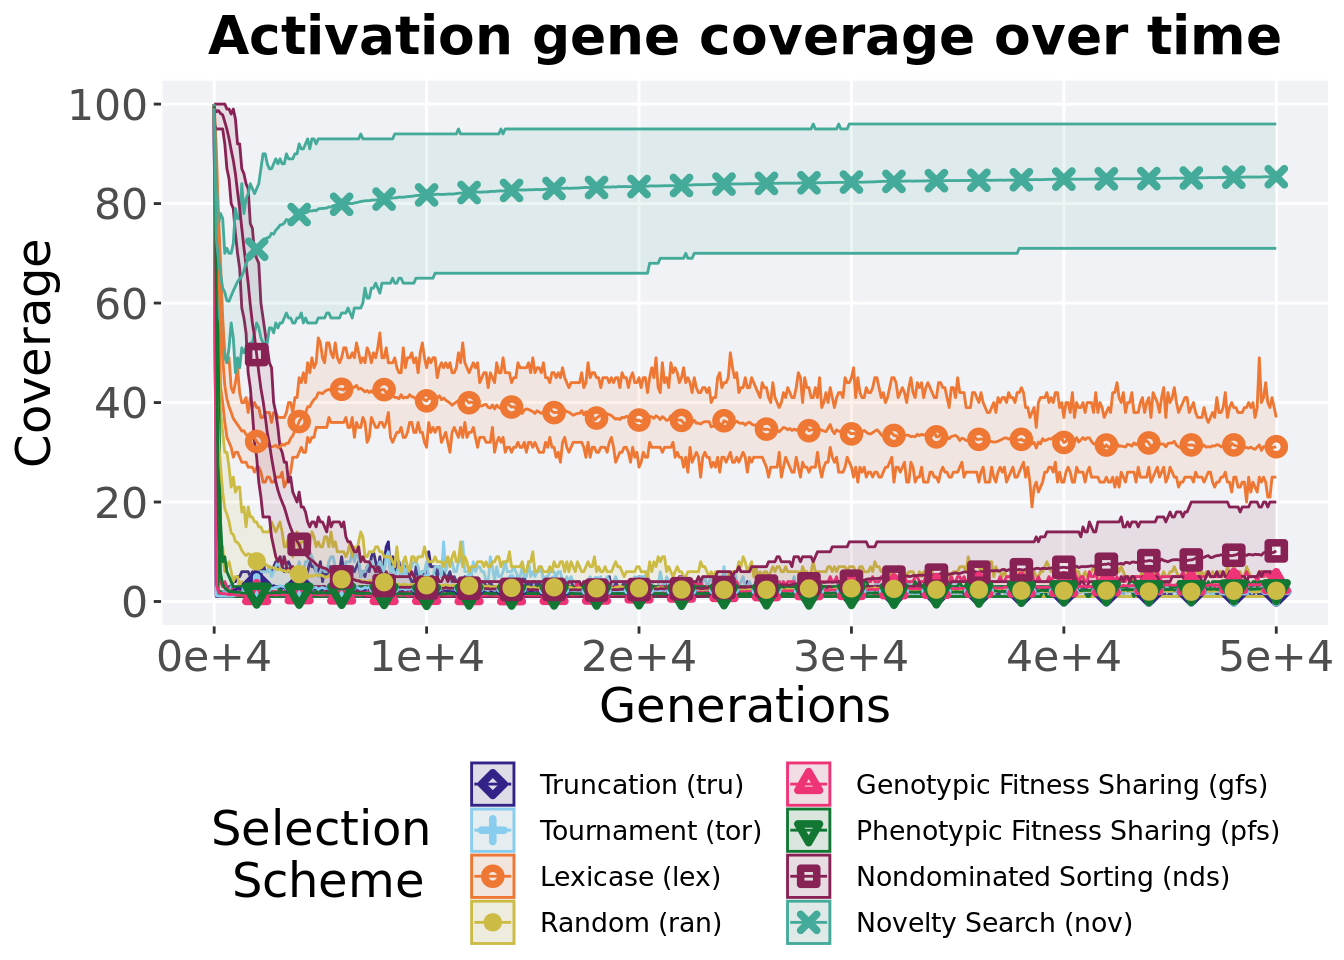 Activation gene coverage over time
100
80
60
40
20
0
Coverage
0e+4 1e+4 2e+4 3e+4 4e+4 5e+4
Generations
Selection
Scheme
Truncation (tru)
Tournament (tor)
Lexicase (lex)
Random (ran)
Genotypic Fitness Sharing (gfs)
Phenotypic Fitness Sharing (pfs)
Nondominated Sorting (nds)
Novelty Search (nov)